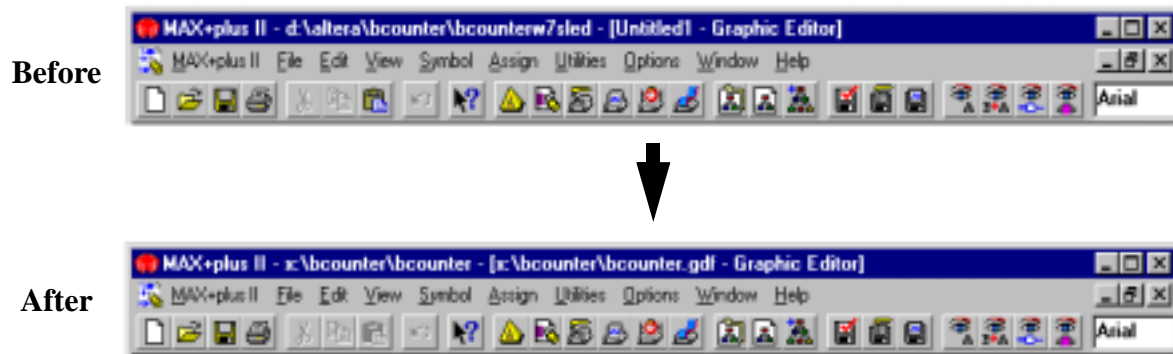 MAX+plus II - d:\altera\bcounter\bcounterw7sled - [Untitled1 - Graphic Editor]
Before
MAX+plus II File Edit View Symbol Assign Utilities Options Window Help
Arial
MAX+plus II - x:\bcounter\bcounter - [x:\bcounter\bcounter.gdf - Graphic Editor]
After
MAX+plus II File Edit View Symbol Assign Utilities Options Window Help
Arial